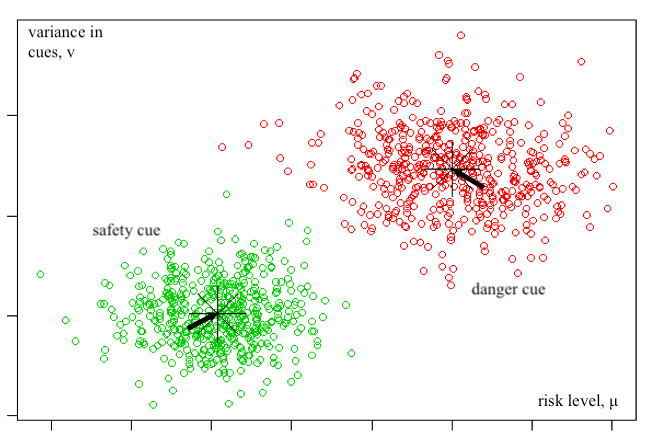 variance in
cues, v
safety cue
danger cue
risk level, μ